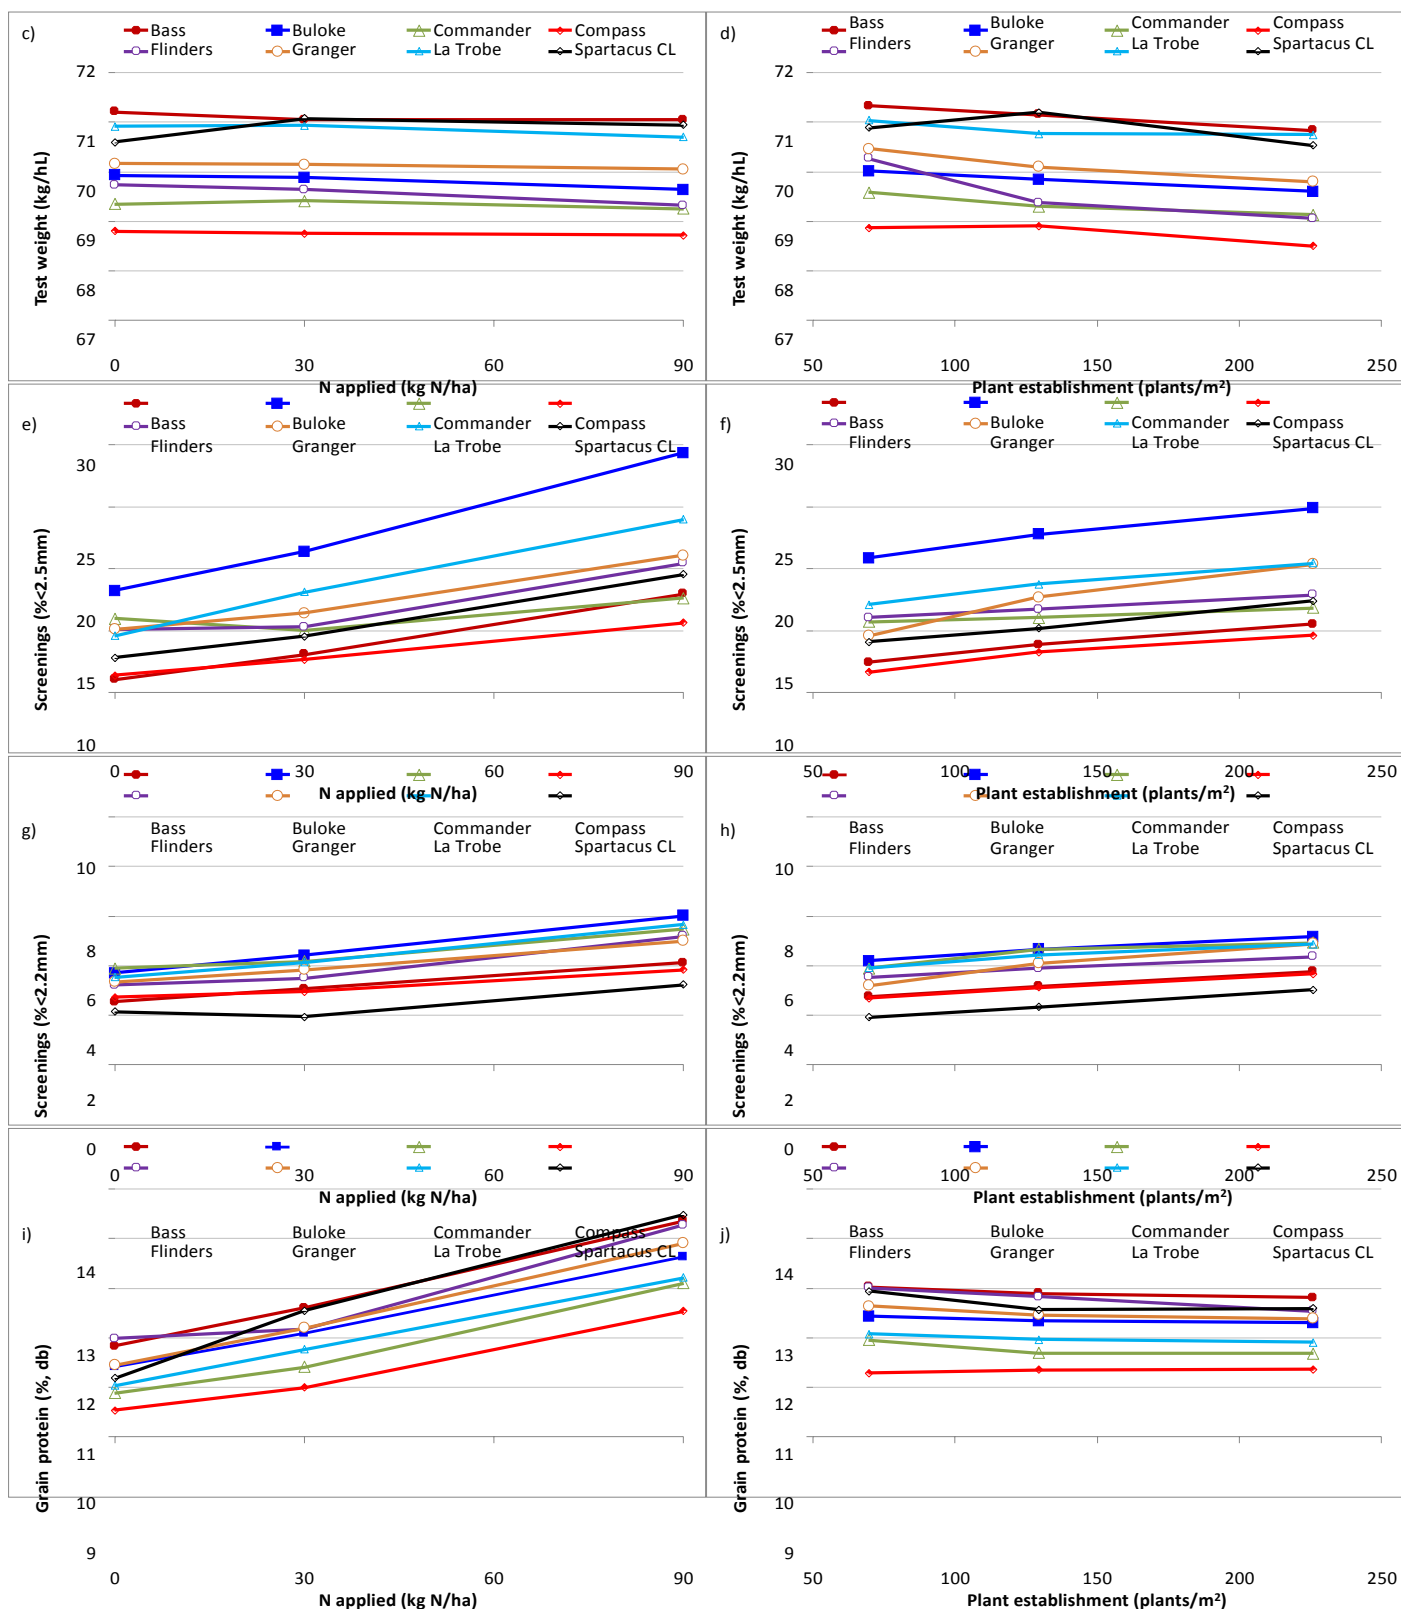 c)
Bass Buloke Commander Compass
Flinders Granger La Trobe Spartacus CL
72
71
70
69
68
67
Test weight (kg/hL)
0 30 60 90
N applied (kg N/ha)
d)
Bass Buloke Commander Compass
Flinders Granger La Trobe Spartacus CL
72
71
70
69
68
67
Test weight (kg/hL)
50 100 150 200 250
Plant establishment (plants/m²)
e)
Bass Buloke Commander Compass
Flinders Granger La Trobe Spartacus CL
30
25
20
15
10
Screenings (%<2.5mm)
0 30 60 90
N applied (kg N/ha)
f)
Bass Buloke Commander Compass
Flinders Granger La Trobe Spartacus CL
30
25
20
15
10
Screenings (%<2.5mm)
50 100 150 200 250
Plant establishment (plants/m²)
g)
Bass Buloke Commander Compass
Flinders Granger La Trobe Spartacus CL
10
8
6
4
2
0
Screenings (%<2.2mm)
0 30 60 90
N applied (kg N/ha)
h)
Bass Buloke Commander Compass
Flinders Granger La Trobe Spartacus CL
10
8
6
4
2
0
Screenings (%<2.2mm)
50 100 150 200 250
Plant establishment (plants/m²)
i)
Bass Buloke Commander Compass
Flinders Granger La Trobe Spartacus CL
14
13
12
11
10
9
Grain protein (%, db)
0 30 60 90
N applied (kg N/ha)
j)
Bass Buloke Commander Compass
Flinders Granger La Trobe Spartacus CL
14
13
12
11
10
9
Grain protein (%, db)
50 100 150 200 250
Plant establishment (plants/m²)